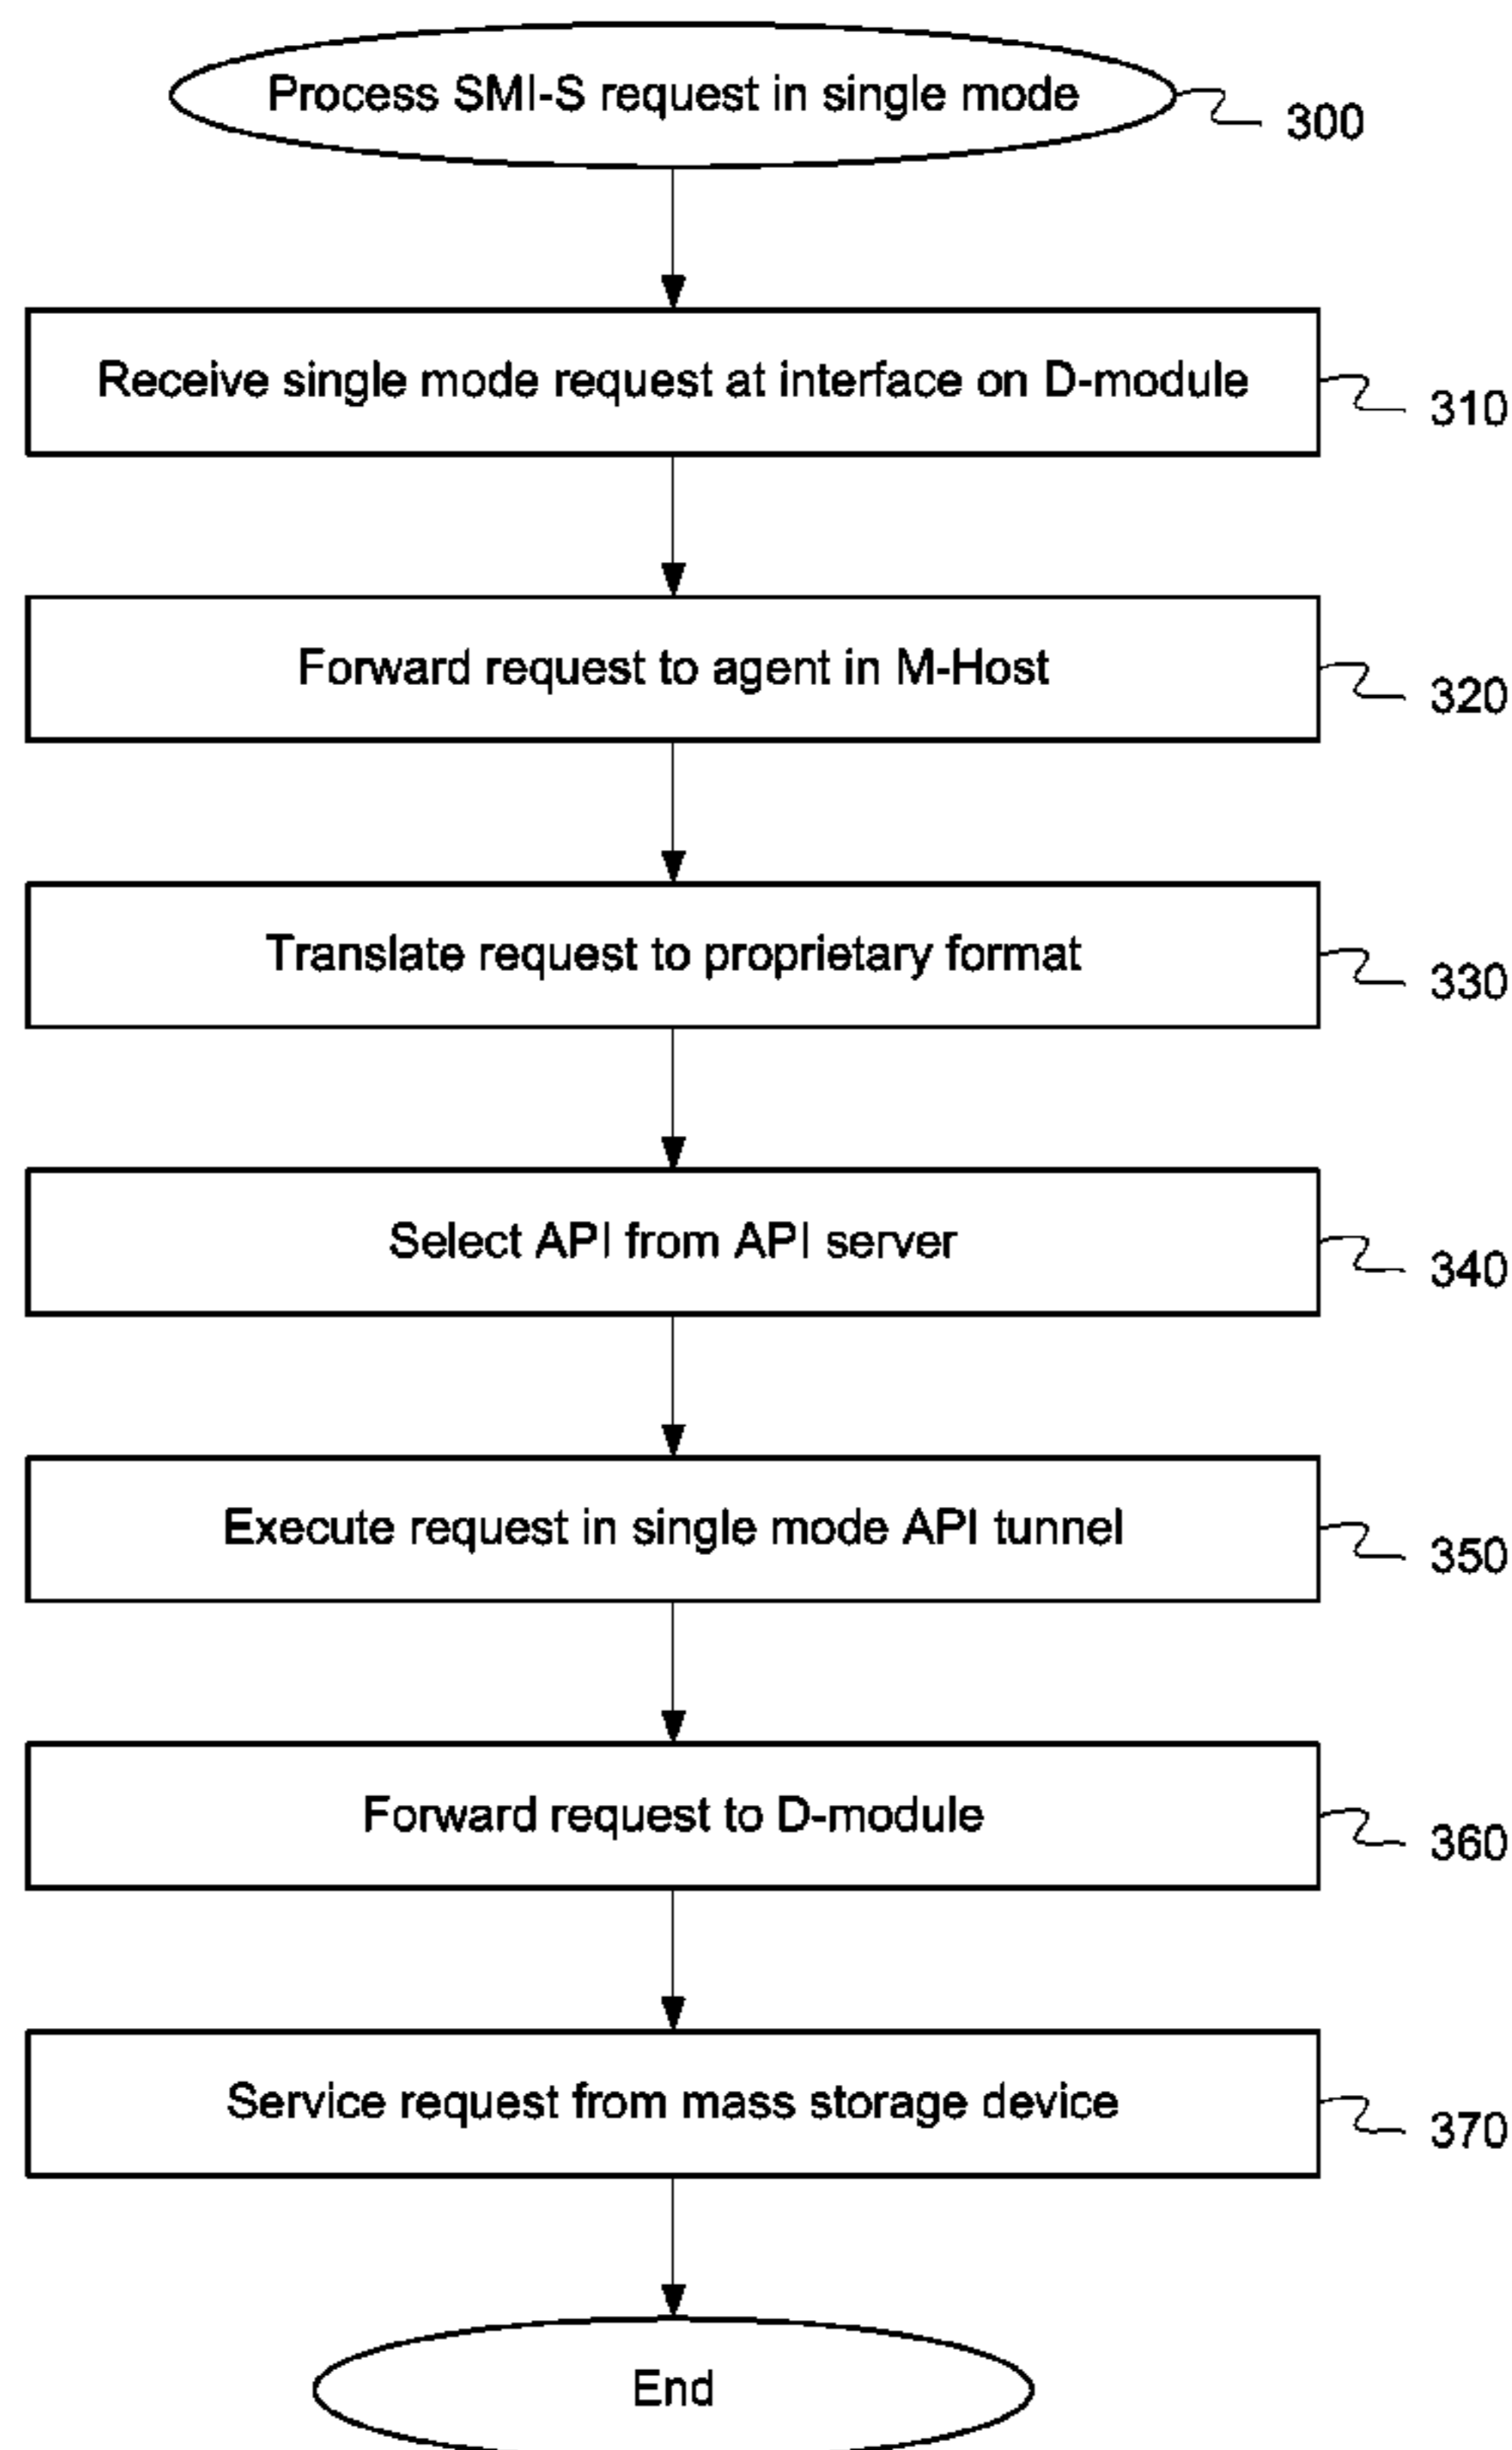 Process SMI-S request in single mode
300
Receive single mode request at interface on D-module
310
Forward request to agent in M-Host
320
Translate request to proprietary format
330
Select API from API server
340
Execute request in single mode API tunnel
350
Forward request to D-module
360
Service request from mass storage device
370
End